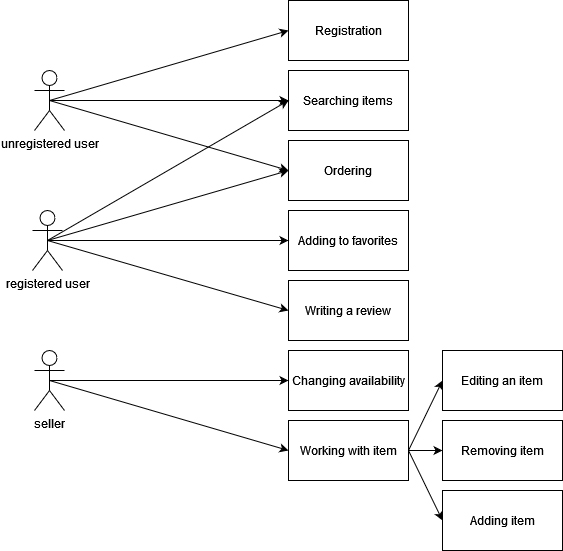 Registration
Searching items
unregistered user
Ordering
Adding to favorites
registered user
Writing a review
Changing availability
Editing an item
seller
Working with item
Removing item
Adding item